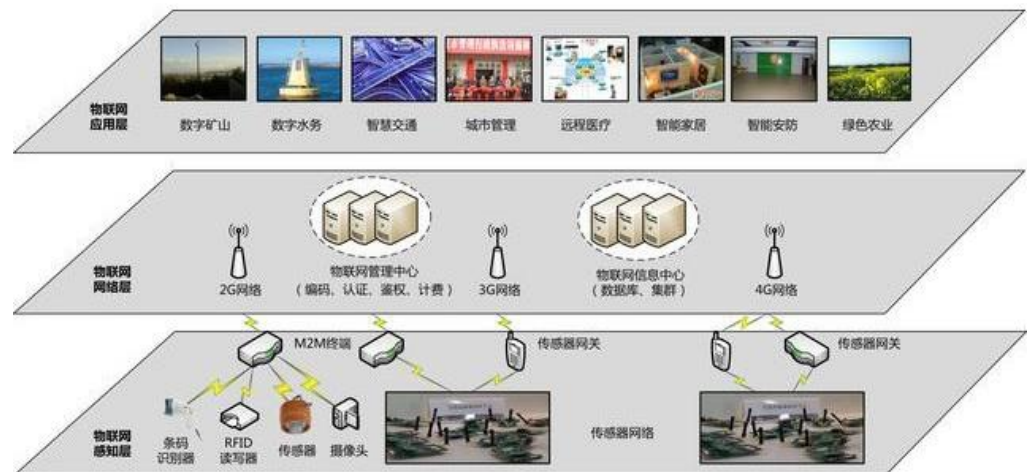 物联网
应用层
数字矿山
数字水务
智慧交通
城市管理
远程医疗
智能家居
智能安防
绿色农业
物联网
网络层
2G网络
物联网管理中心
（编码、认证、鉴权、计费）
3G网络
物联网信息中心
（数据库、集群）
4G网络
M2M终端
传感器网关
传感器网关
物联网
感知层
条码
识别器
RFID
读写器
传感器
摄像头
传感器网络